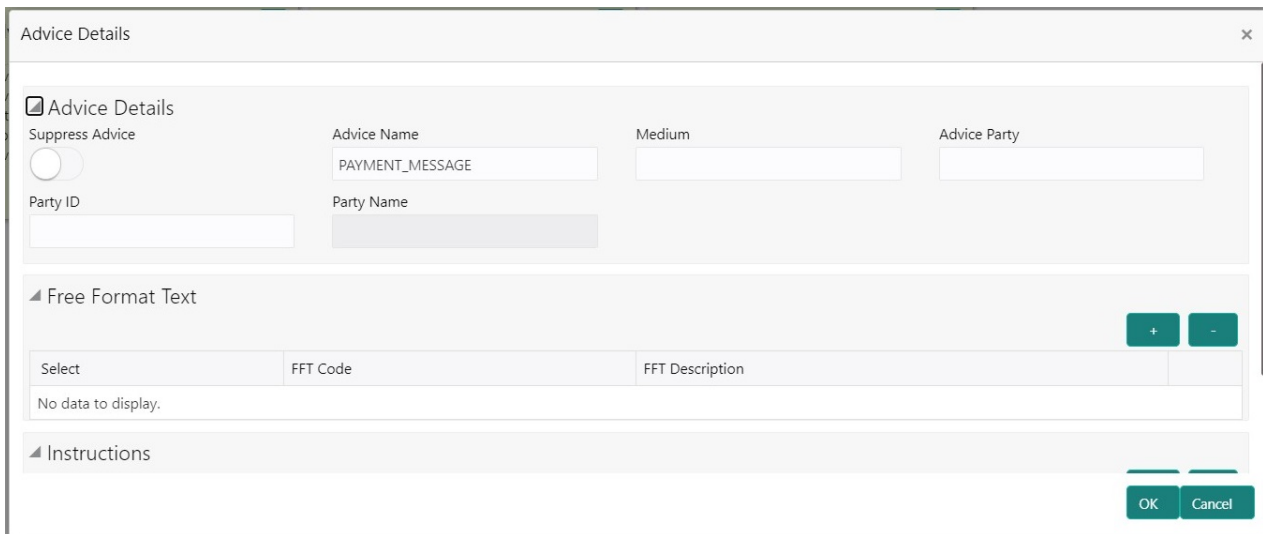 Advice Details
×
Advice Details
Suppress Advice Advice Name Medium Advice Party
PAYMENT_MESSAGE
Party ID Party Name
Free Format Text
+ -
Select FFT Code FFT Description
No data to display.
Instructions
OK Cancel